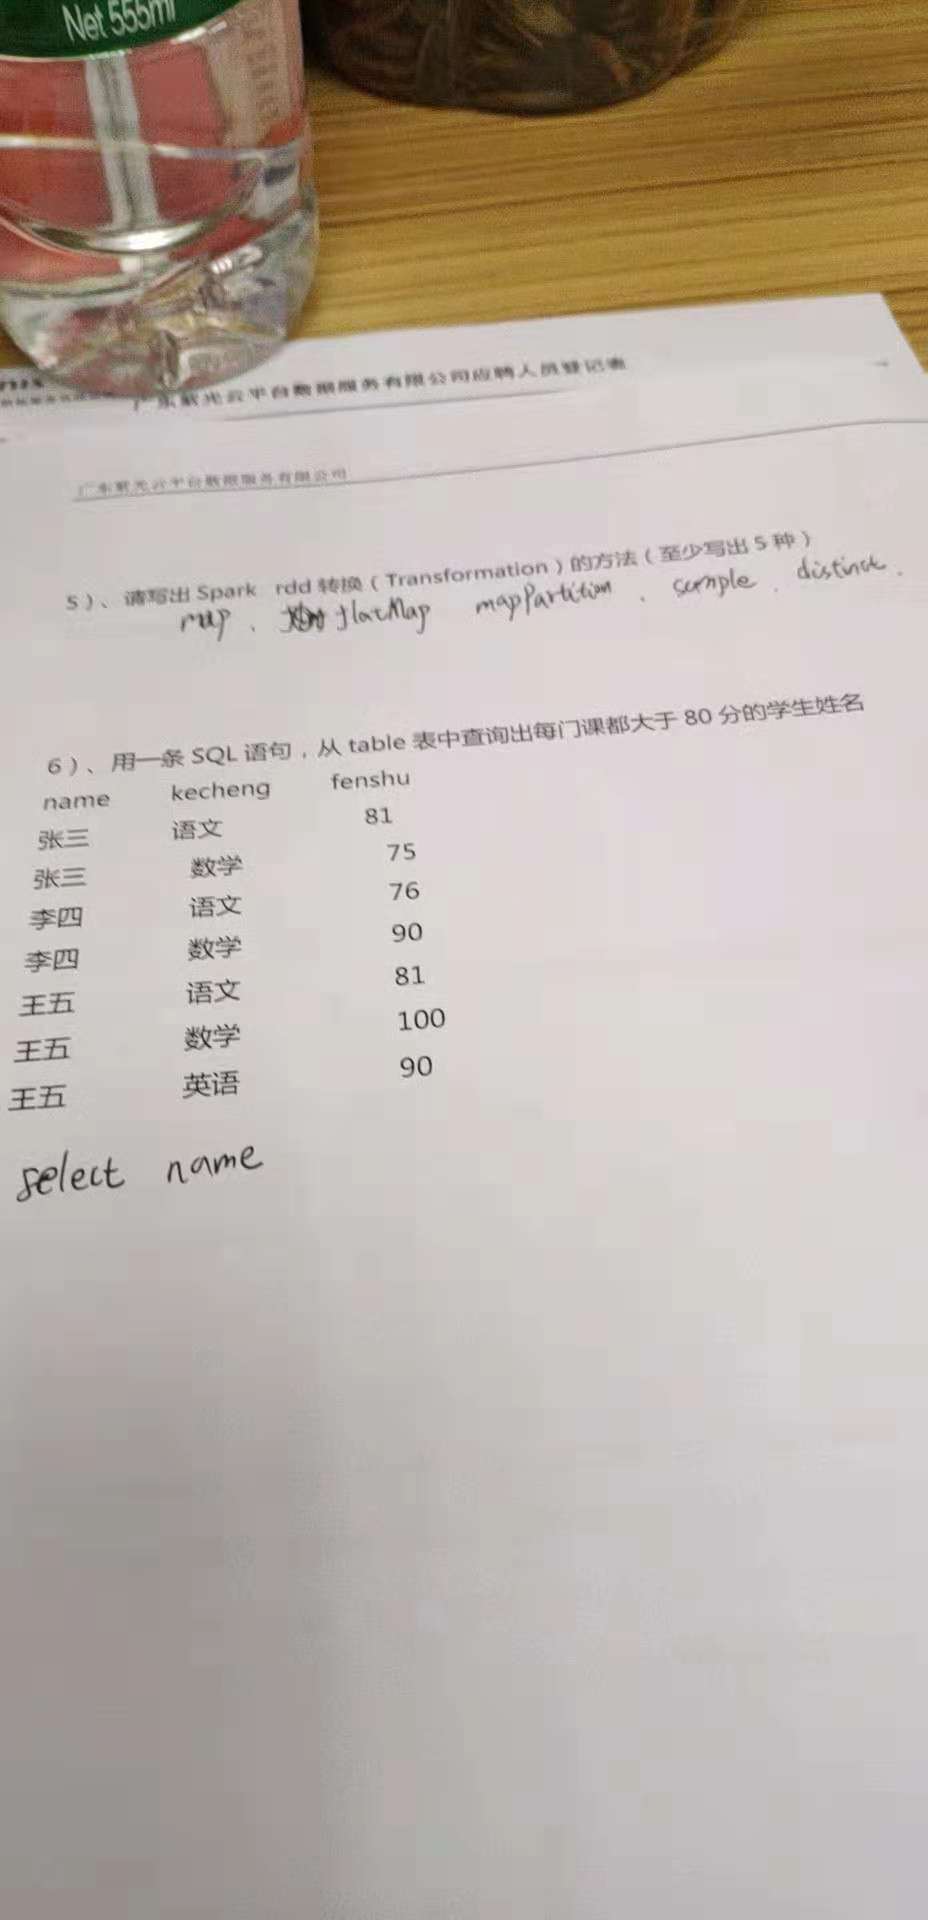 Net 555ml
广东紫光云平台数据服务有限公司应聘人员登记表
广东紫光云平台数据服务有限公司
5）、请写出 Spark rdd 转换（Transformation）的方法（至少写出 5 种）
map 、 flatMap mapPartition 、 sample 、 distinct 、
6）、用一条 SQL 语句，从 table 表中查询出每门课都大于 80 分的学生姓名
name kecheng fenshu
张三 语文 81
张三 数学 75
李四 语文 76
李四 数学 90
王五 语文 81
王五 数学 100
王五 英语 90
select name